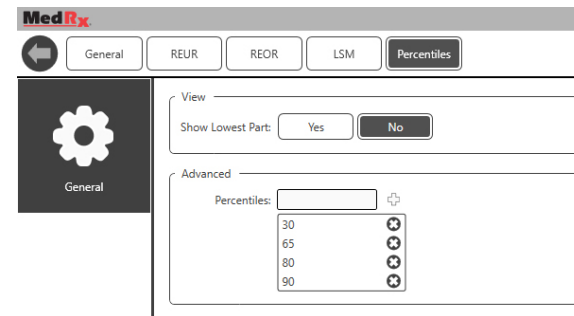 MedRx
General REUR REOR LSM Percentiles
View
Show Lowest Part: Yes No
General
Advanced
Percentiles:
30
65
80
90